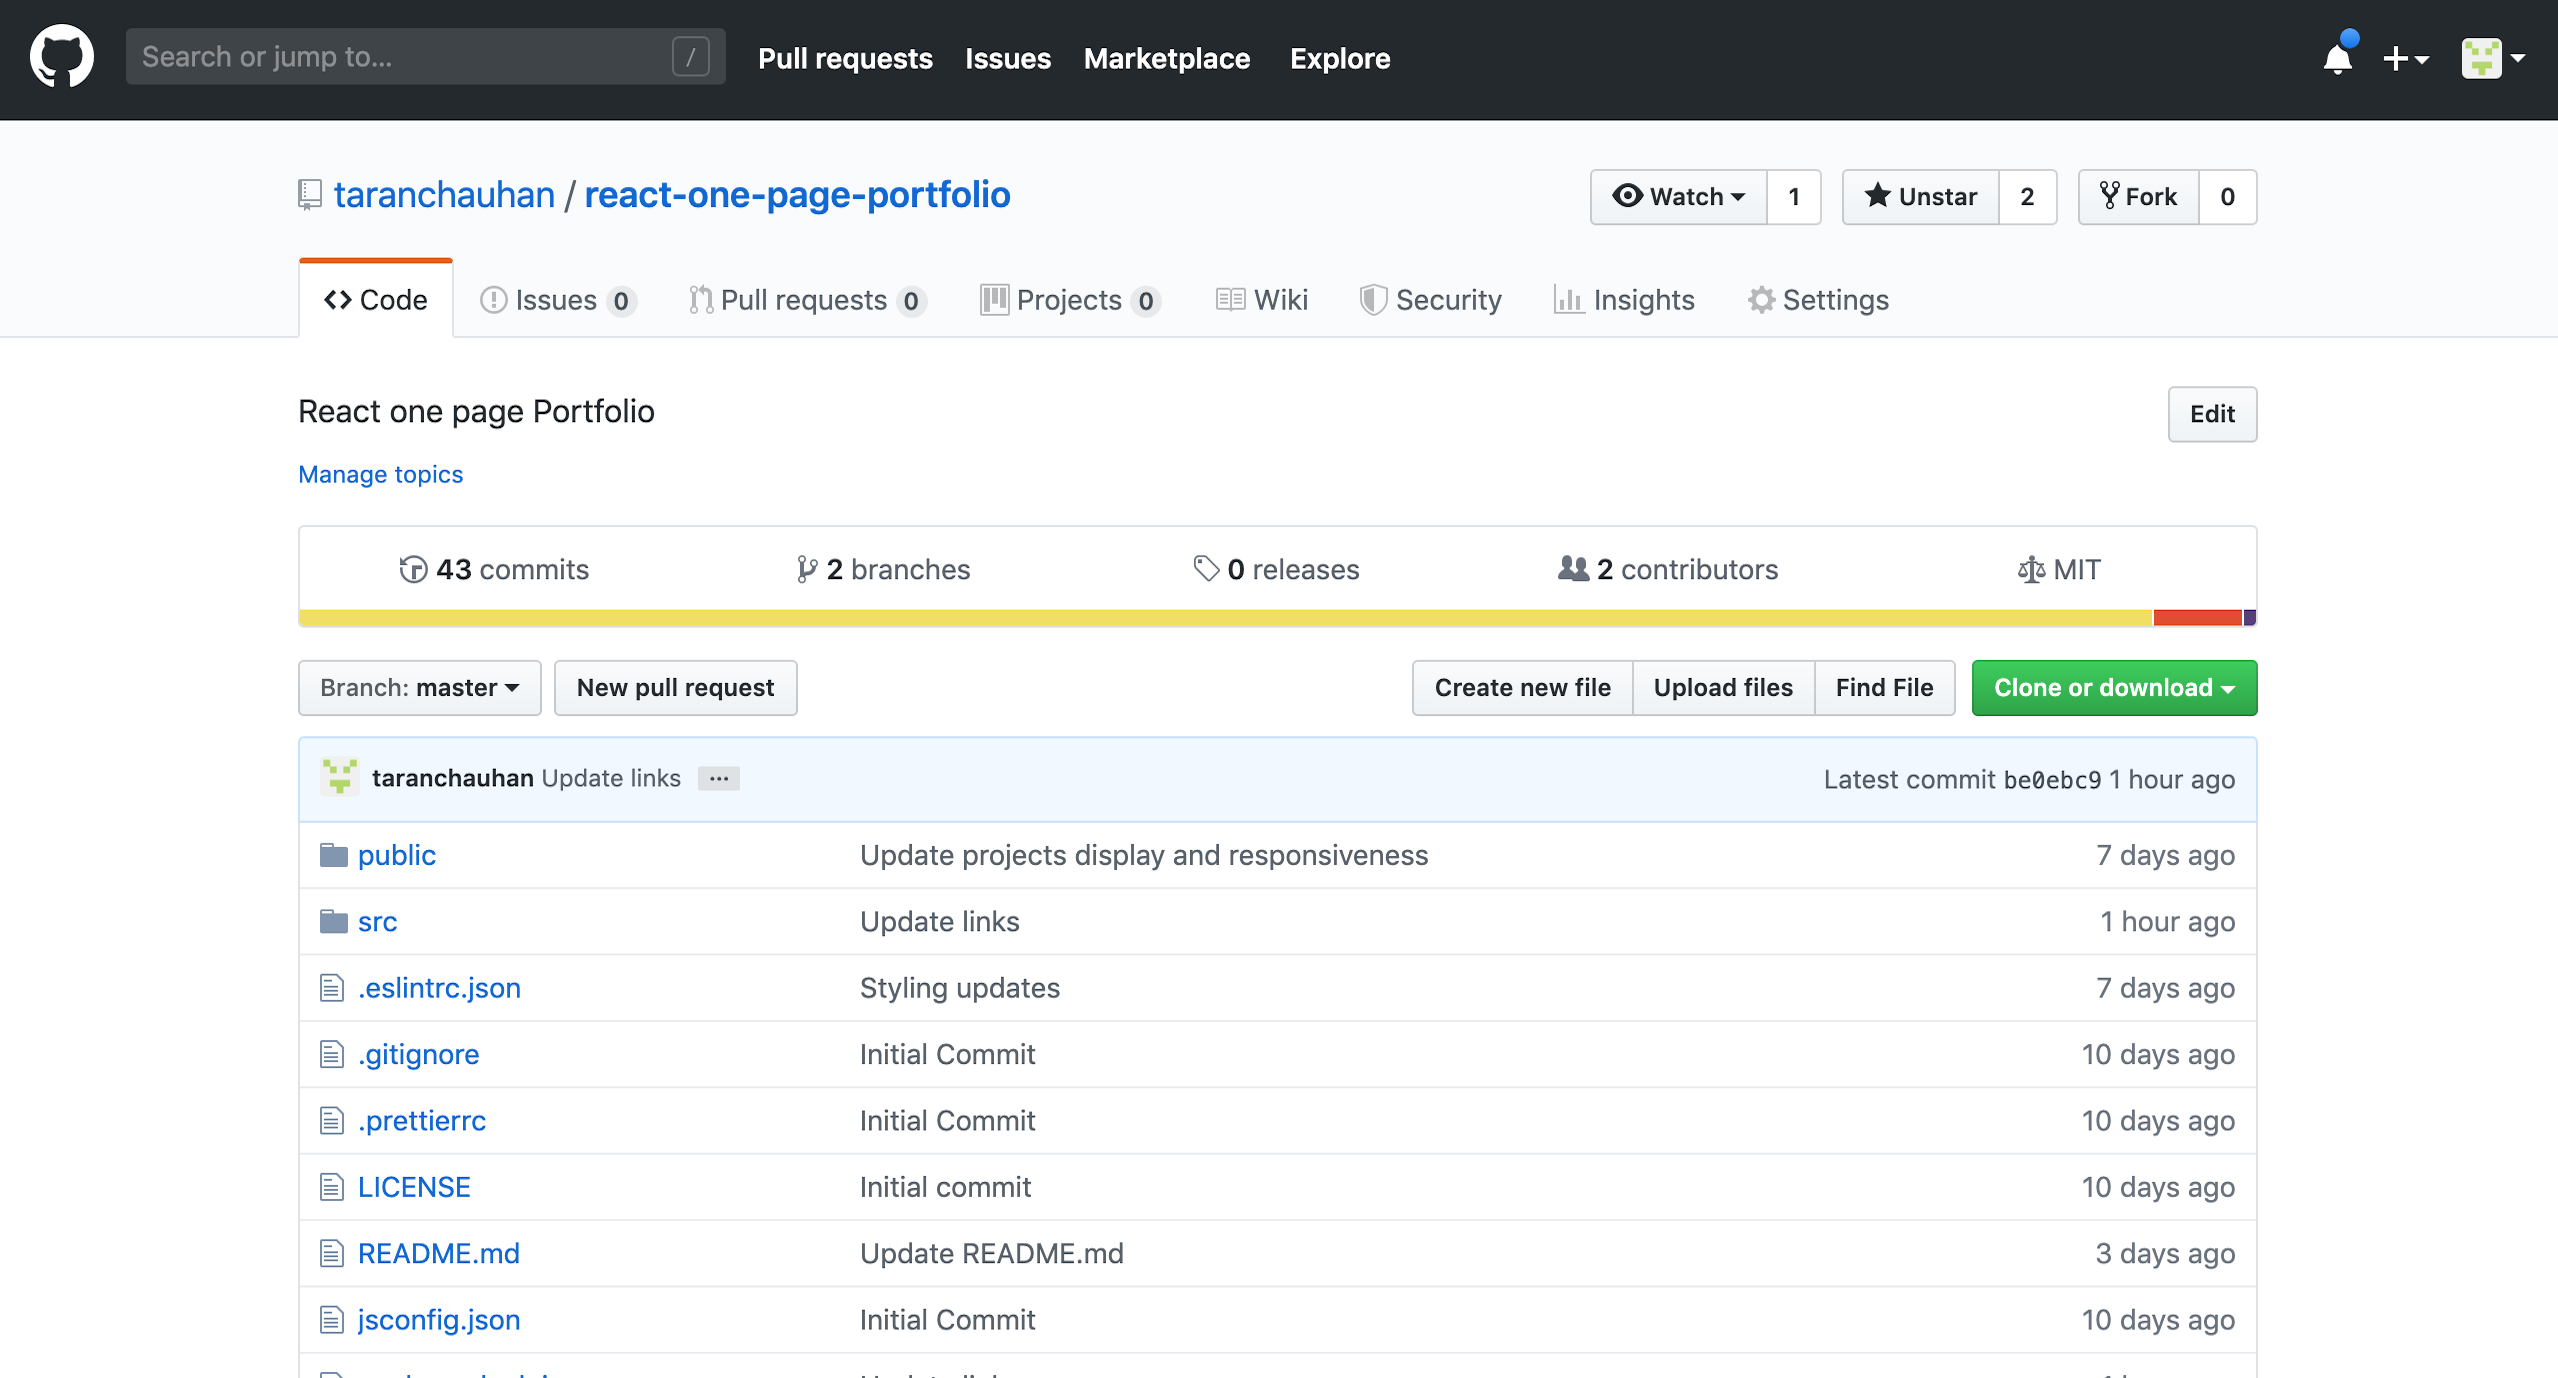 Search or jump to... /
Pull requests Issues Marketplace Explore
taranchauhan / react-one-page-portfolio
Watch 1 Unstar 2 Fork 0
Code Issues 0 Pull requests 0 Projects 0 Wiki Security Insights Settings
React one page Portfolio
Edit
Manage topics
43 commits 2 branches 0 releases 2 contributors MIT
Branch: master New pull request Create new file Upload files Find File Clone or download
taranchauhan Update links ... Latest commit be0ebc9 1 hour ago
public Update projects display and responsiveness 7 days ago
src Update links 1 hour ago
.eslintrc.json Styling updates 7 days ago
.gitignore Initial Commit 10 days ago
.prettierrc Initial Commit 10 days ago
LICENSE Initial commit 10 days ago
README.md Update README.md 3 days ago
jsconfig.json Initial Commit 10 days ago